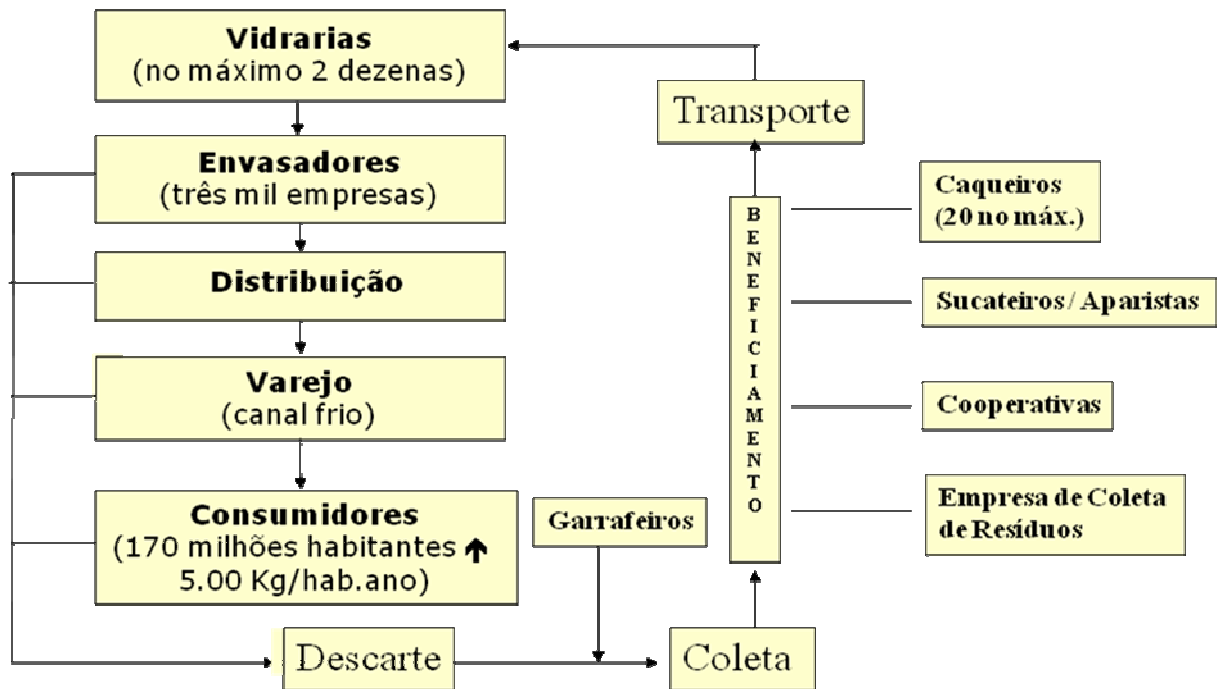 Vidrarias
(no máximo 2 dezenas)
Envasadores
(três mil empresas)
Distribuição
Varejo
(canal frio)
Consumidores
(170 milhões habitantes ↑
5.00 Kg/hab.ano)
Descarte
Garrafeiros
Coleta
BENEFICIAMENTO
Transporte
Caqueiros
(20 no máx.)
Sucateiros / Aparistas
Cooperativas
Empresa de Coleta
de Resíduos